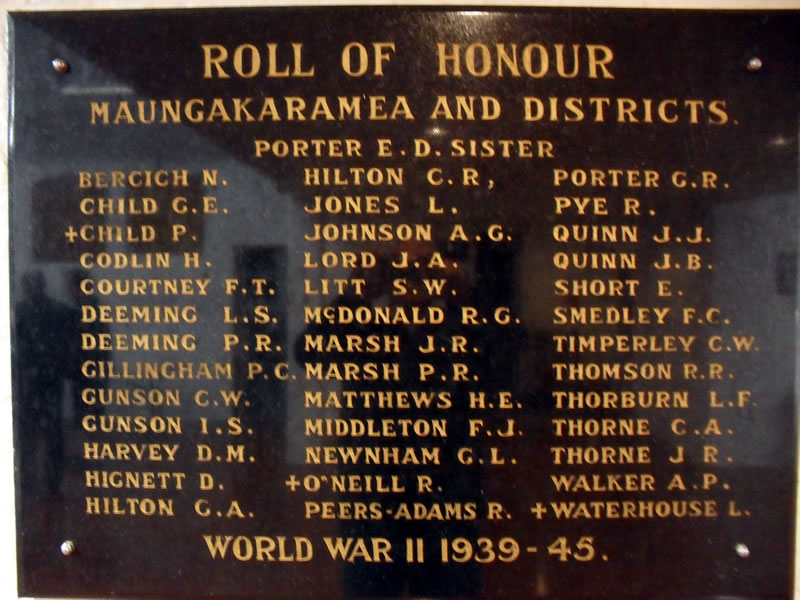 ROLL OF HONOUR
MAUNGAKARAMEA AND DISTRICTS.
PORTER E.D. SISTER
BERCICH N.
CHILD G.E.
+CHILD P.
CODLIN H.
COURTNEY F.T.
DEEMING L.S.
DEEMING P.R.
GILLINGHAM P.C.
GUNSON C.W.
GUNSON I.S.
HARVEY D.M.
HIGNETT D.
HILTON G.A.
HILTON C.R,
JONES L.
JOHNSON A.G.
LORD J.A.
LITT S.W.
McDONALD R.G.
MARSH J.R.
MARSH P.R.
MATTHEWS H.E.
MIDDLETON F.J.
NEWNHAM G.L.
+O'NEILL R.
PEERS-ADAMS R.
PORTER G.R.
PYE R.
QUINN J.J.
QUINN J.B.
SHORT E.
SMEDLEY F.C.
TIMPERLEY C.W.
THOMSON R.R.
THORBURN L.F.
THORNE C.A.
THORNE J R.
WALKER A.P.
+WATERHOUSE L.
WORLD WAR II 1939-45.